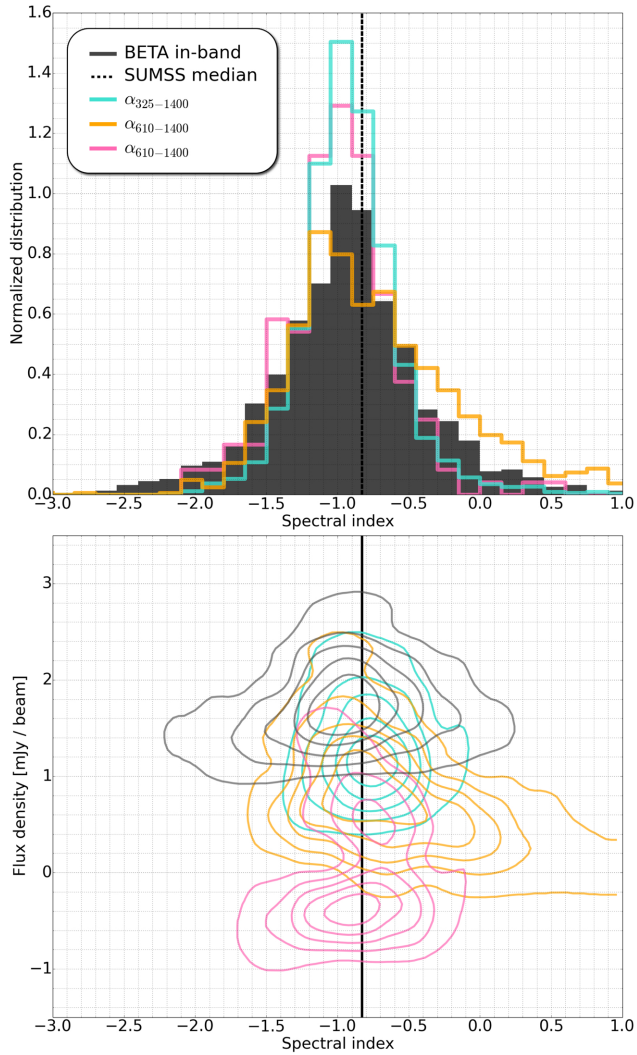 1.6
1.4
1.2
1.0
0.8
0.6
0.4
0.2
0.0
Normalized distribution
BETA in-band
SUMSS median
α325−1400
α610−1400
α610−1400
−3.0 −2.5 −2.0 −1.5 −1.0 −0.5 0.0 0.5 1.0
Spectral index
3
2
1
0
−1
Flux density [mJy / beam]
−3.0 −2.5 −2.0 −1.5 −1.0 −0.5 0.0 0.5 1.0
Spectral index